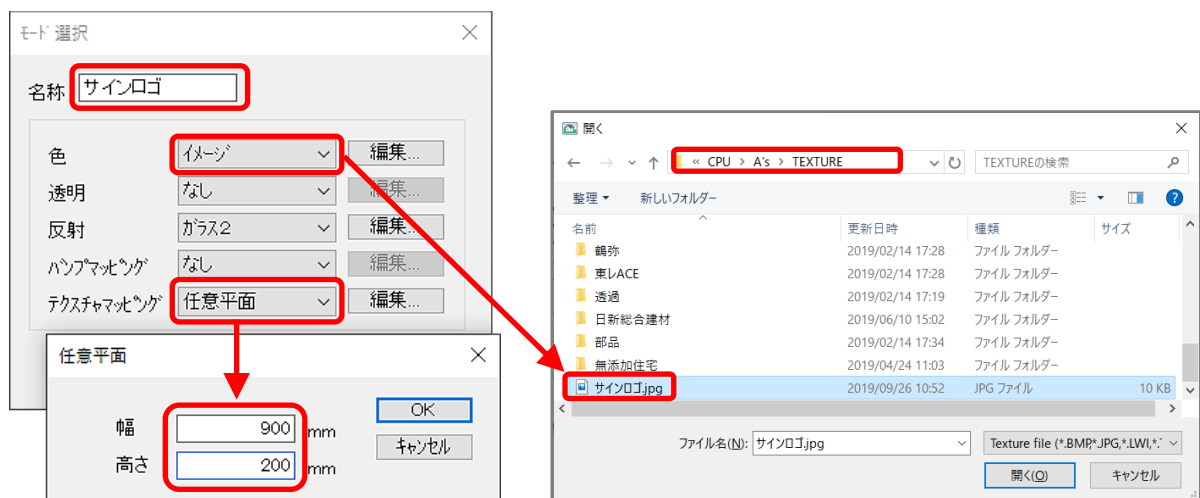 モード選択
名称 サインロゴ
色 イメージ 編集...
透明 なし 編集...
反射 ガラス2 編集...
バンプマッピング なし 編集...
テクスチャマッピング 任意平面 編集...
任意平面
幅 900 mm
高さ 200 mm
OK
キャンセル
開く
« CPU › A's › TEXTURE
TEXTUREの検索
整理 新しいフォルダー
名前 更新日時 種類 サイズ
鶴弥 2019/02/14 17:28 ファイル フォルダー
東レACE 2019/02/14 17:28 ファイル フォルダー
透過 2019/02/14 17:19 ファイル フォルダー
日新総合建材 2019/06/10 15:02 ファイル フォルダー
部品 2019/02/14 17:34 ファイル フォルダー
無添加住宅 2019/04/24 11:03 ファイル フォルダー
サインロゴ.jpg 2019/09/26 10:52 JPG ファイル 10 KB
ファイル名(N): サインロゴ.jpg
Texture file (*.BMP,*.JPG,*.LWI,*.
開く(O) キャンセル